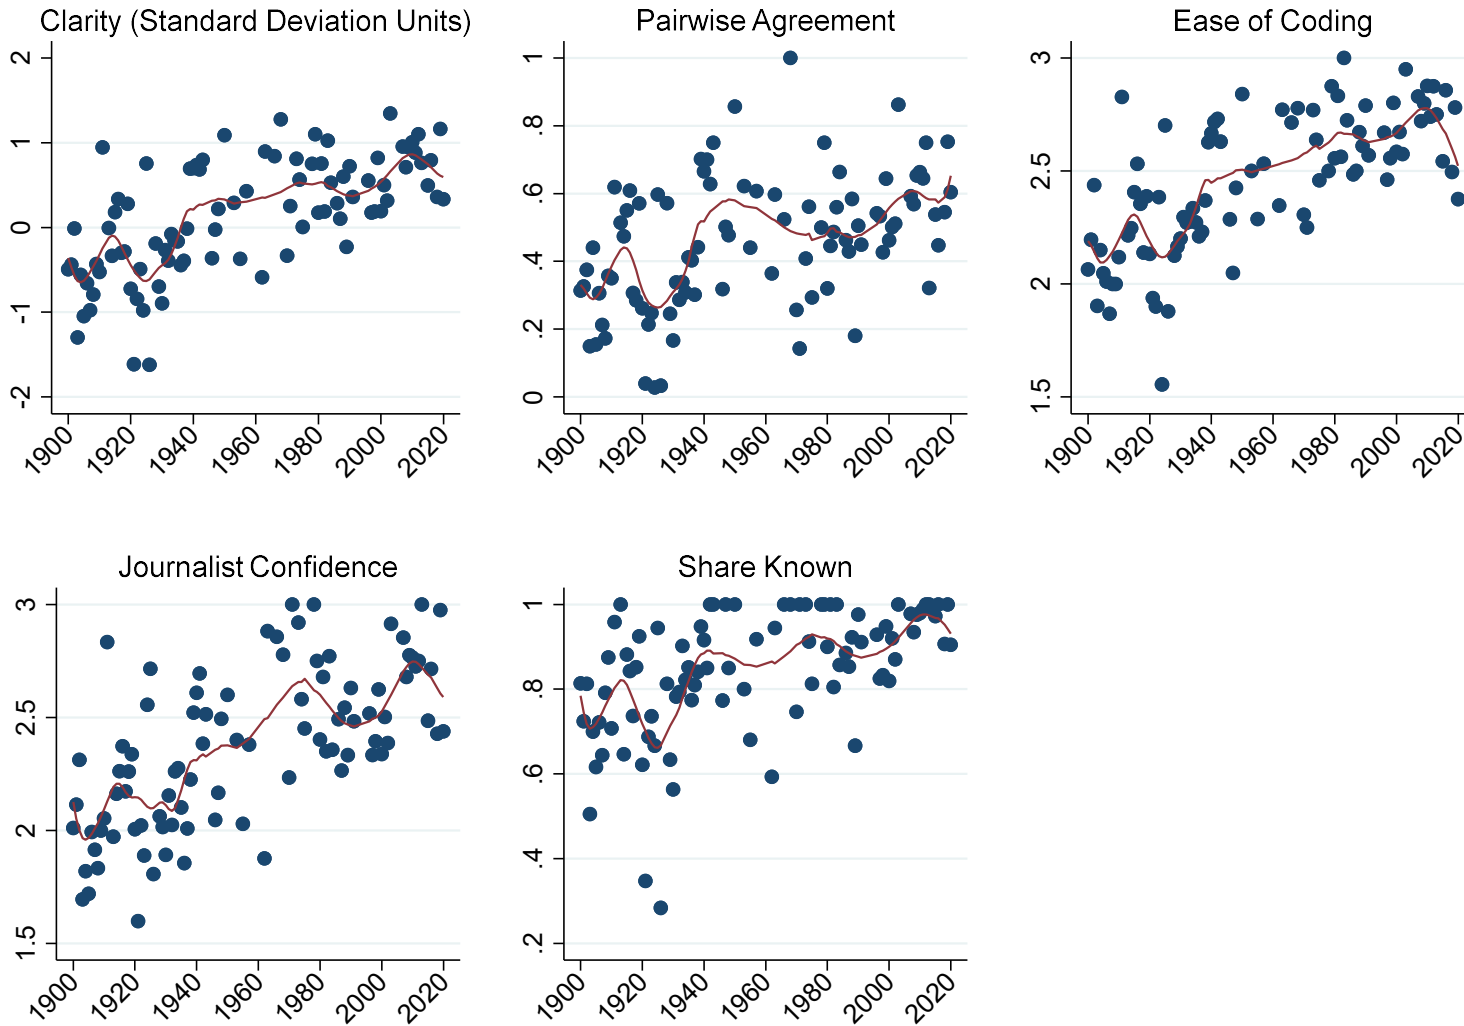 Clarity (Standard Deviation Units)
2
1
0
-1
-2
1900 1920 1940 1960 1980 2000 2020
Pairwise Agreement
1
.8
.6
.4
.2
0
1900 1920 1940 1960 1980 2000 2020
Ease of Coding
3
2.5
2
1.5
1900 1920 1940 1960 1980 2000 2020
Journalist Confidence
3
2.5
2
1.5
1900 1920 1940 1960 1980 2000 2020
Share Known
1
.8
.6
.4
.2
1900 1920 1940 1960 1980 2000 2020